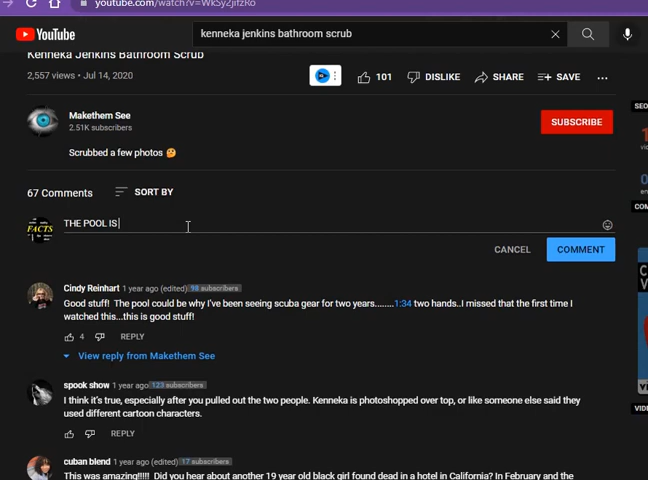 youtube.com/watch?v=WkSy2jifzRo
YouTube
kenneka jenkins bathroom scrub
Kenneka Jenkins Bathroom Scrub
2,557 views • Jul 14, 2020
101 DISLIKE SHARE SAVE
Makethem See
2.51K subscribers
SUBSCRIBE
Scrubbed a few photos
67 Comments SORT BY
THE POOL IS
FACTS
CANCEL COMMENT
Cindy Reinhart 1 year ago (edited) 98 subscribers
Good stuff! The pool could be why I've been seeing scuba gear for two years........1:34 two hands..I missed that the first time I
watched this...this is good stuff!
4 REPLY
View reply from Makethem See
spook show 1 year ago 123 subscribers
I think it's true, especially after you pulled out the two people. Kenneka is photoshopped over top, or like someone else said they
used different cartoon characters.
REPLY
cuban blend 1 year ago (edited) 17 subscribers
This was amazing!!!!! Did you hear about another 19 year old black girl found dead in a hotel in California? In February and the
SEO
COM
VID